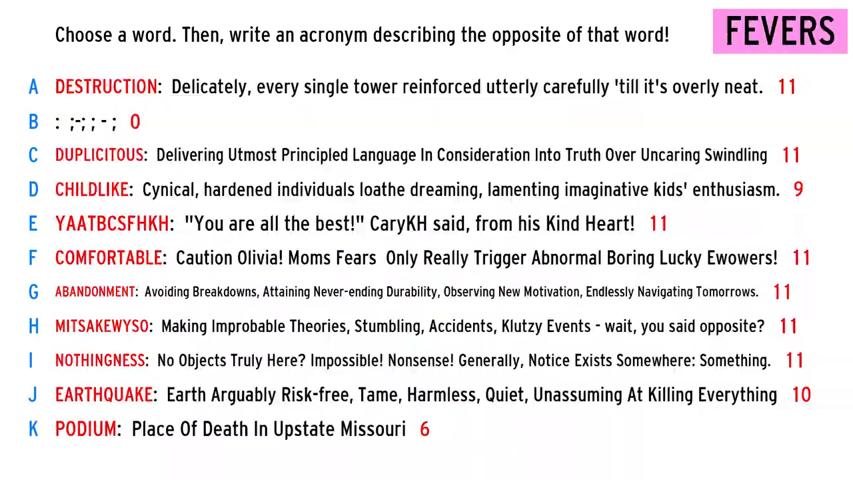 Choose a word. Then, write an acronym describing the opposite of that word!
FEVERS
A DESTRUCTION: Delicately, every single tower reinforced utterly carefully 'till it's overly neat. 11
B : ;-; ; - ; 0
C DUPLICITOUS: Delivering Utmost Principled Language In Consideration Into Truth Over Uncaring Swindling 11
D CHILDLIKE: Cynical, hardened individuals loathe dreaming, lamenting imaginative kids' enthusiasm. 9
E YAATBCSFHKH: "You are all the best!" CaryKH said, from his Kind Heart! 11
F COMFORTABLE: Caution Olivia! Moms Fears Only Really Trigger Abnormal Boring Lucky Ewowers! 11
G ABANDONMENT: Avoiding Breakdowns, Attaining Never-ending Durability, Observing New Motivation, Endlessly Navigating Tomorrows. 11
H MITSAKEWYSO: Making Improbable Theories, Stumbling, Accidents, Klutzy Events - wait, you said opposite? 11
I NOTHINGNESS: No Objects Truly Here? Impossible! Nonsense! Generally, Notice Exists Somewhere: Something. 11
J EARTHQUAKE: Earth Arguably Risk-free, Tame, Harmless, Quiet, Unassuming At Killing Everything 10
K PODIUM: Place Of Death In Upstate Missouri 6